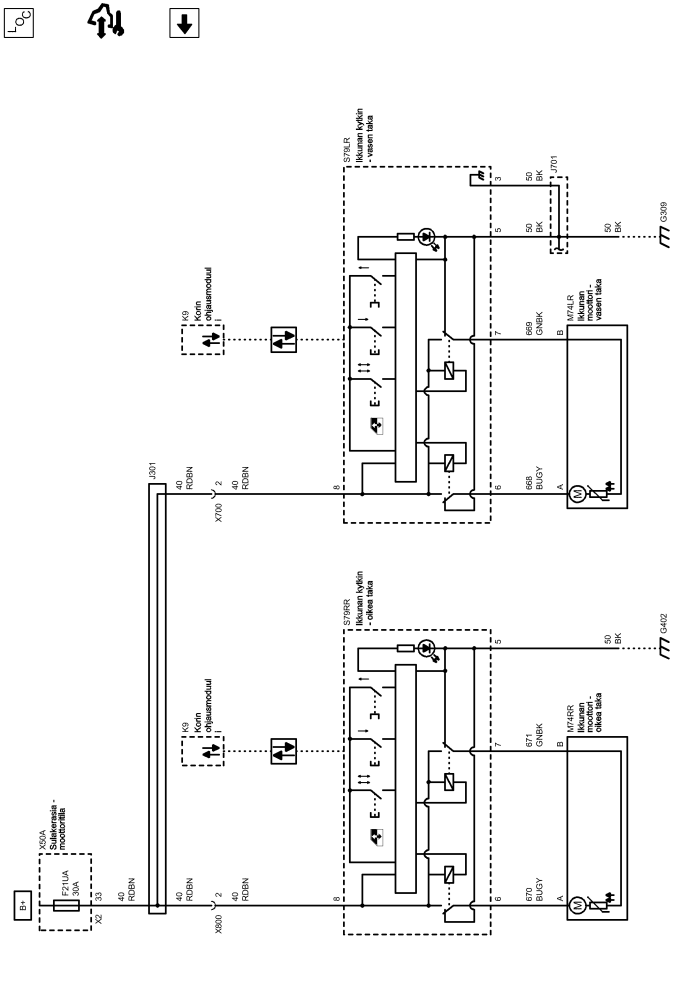 LOC
B+
X50A
Sulakerasia -
moottoritila
F21UA
30A
X2
33
40
RDBN
J301
40
RDBN
X800
2
40
RDBN
40
RDBN
X700
2
40
RDBN
K9
Korin
ohjausmoduul
i
K9
Korin
ohjausmoduul
i
S79RR
Ikkunan kytkin
- oikea taka
8
6
7
5
670
BUGY
671
GNBK
A
B
M74RR
Ikkunan
moottori -
oikea taka
M
50
BK
G402
S79LR
Ikkunan kytkin
- vasen taka
8
6
7
5
3
668
BUGY
669
GNBK
A
B
M74LR
Ikkunan
moottori -
vasen taka
M
50
BK
50
BK
J701
50
BK
G309